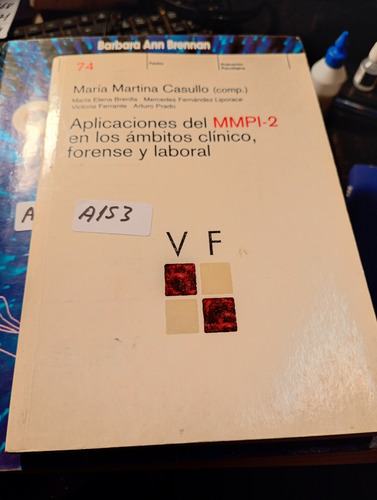 Barbara Ann Brennan
74
Paidós
Evaluación
Psicológica
María Martina Casullo (comp.)
María Elena Brenlla · Mercedes Fernández Liporace
Victoria Ferrante · Arturo Prado
Aplicaciones del MMPI-2
en los ámbitos clínico,
forense y laboral
A
A153
V F